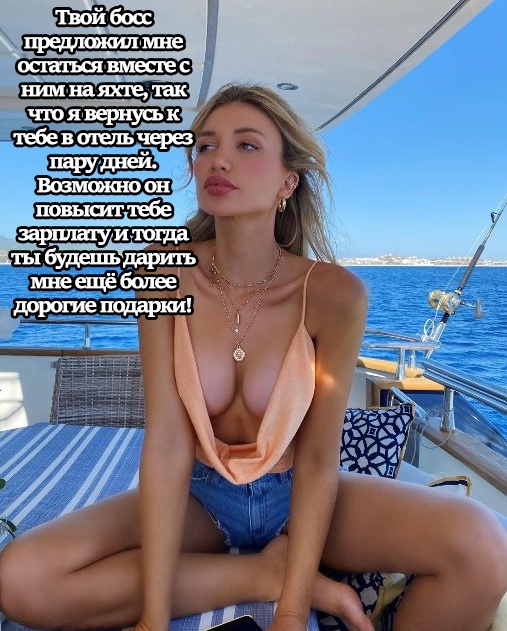 Твой босс
предложил мне
остаться вместе с
ним на яхте, так
что я вернусь к
тебе в отель через
пару дней.
Возможно он
повысит тебе
зарплату и тогда
ты будешь дарить
мне ещё более
дорогие подарки!